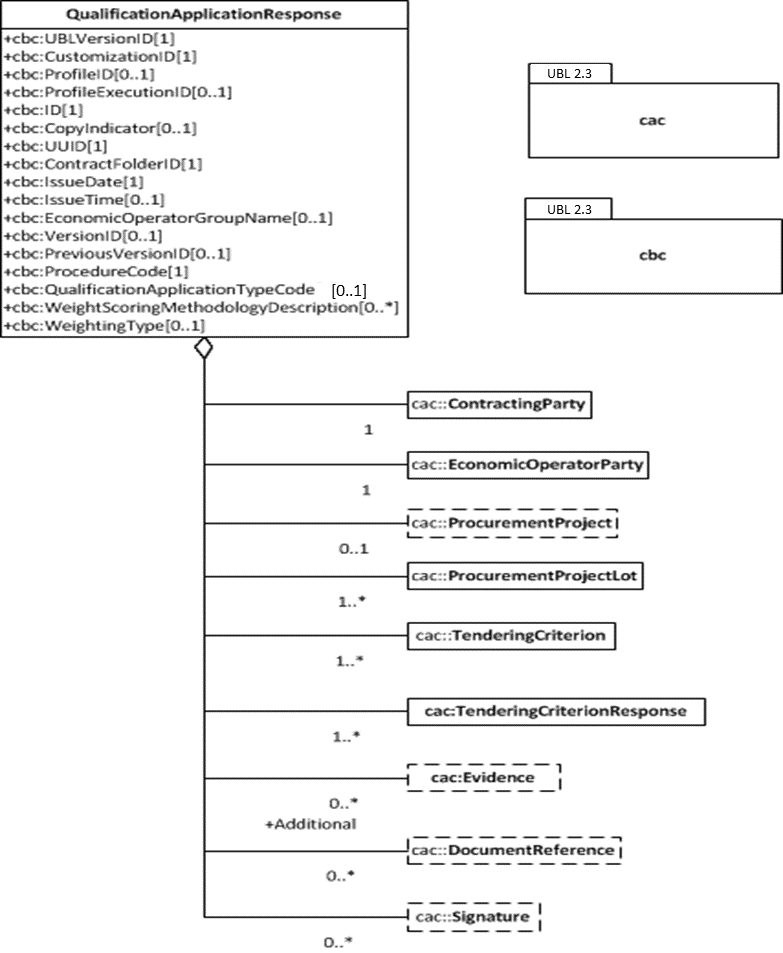 QualificationApplicationResponse
+cbc:UBLVersionID[1]
+cbc:CustomizationID[1]
+cbc:ProfileID[0..1]
+cbc:ProfileExecutionID[0..1]
+cbc:ID[1]
+cbc:CopyIndicator[0..1]
+cbc:UUID[1]
+cbc:ContractFolderID[1]
+cbc:IssueDate[1]
+cbc:IssueTime[0..1]
+cbc:EconomicOperatorGroupName[0..1]
+cbc:VersionID[0..1]
+cbc:PreviousVersionID[0..1]
+cbc:ProcedureCode[1]
+cbc:QualificationApplicationTypeCode [0..1]
+cbc:WeightScoringMethodologyDescription[0..*]
+cbc:WeightingType[0..1]
UBL 2.3
cac
UBL 2.3
cbc
cac::ContractingParty
1
cac::EconomicOperatorParty
1
cac::ProcurementProject
0..1
cac::ProcurementProjectLot
1..*
cac::TenderingCriterion
1..*
cac:TenderingCriterionResponse
1..*
cac:Evidence
0..*
+Additional
cac::DocumentReference
0..*
cac::Signature
0..*